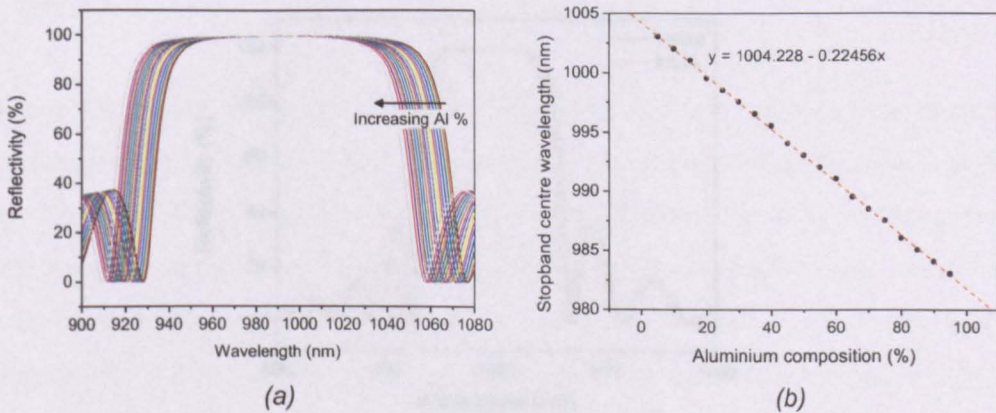 100
80
60
40
20
0
Reflectivity (%)
Increasing Al %
900 920 940 960 980 1000 1020 1040 1060 1080
Wavelength (nm)
(a)
1005
1000
995
990
985
980
Stopband centre wavelength (nm)
y = 1004.228 - 0.22456x
0 20 40 60 80 100
Aluminium composition (%)
(b)